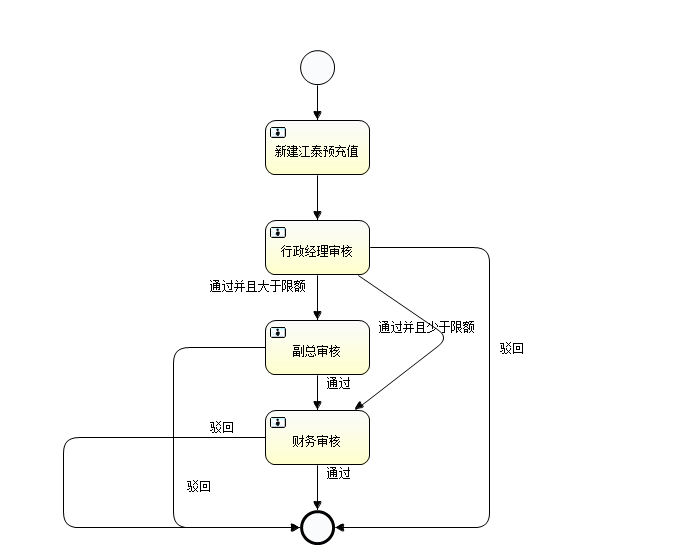 新建江泰预充值
行政经理审核
通过并且大于限额
通过并且少于限额
驳回
副总审核
通过
驳回
财务审核
通过
驳回